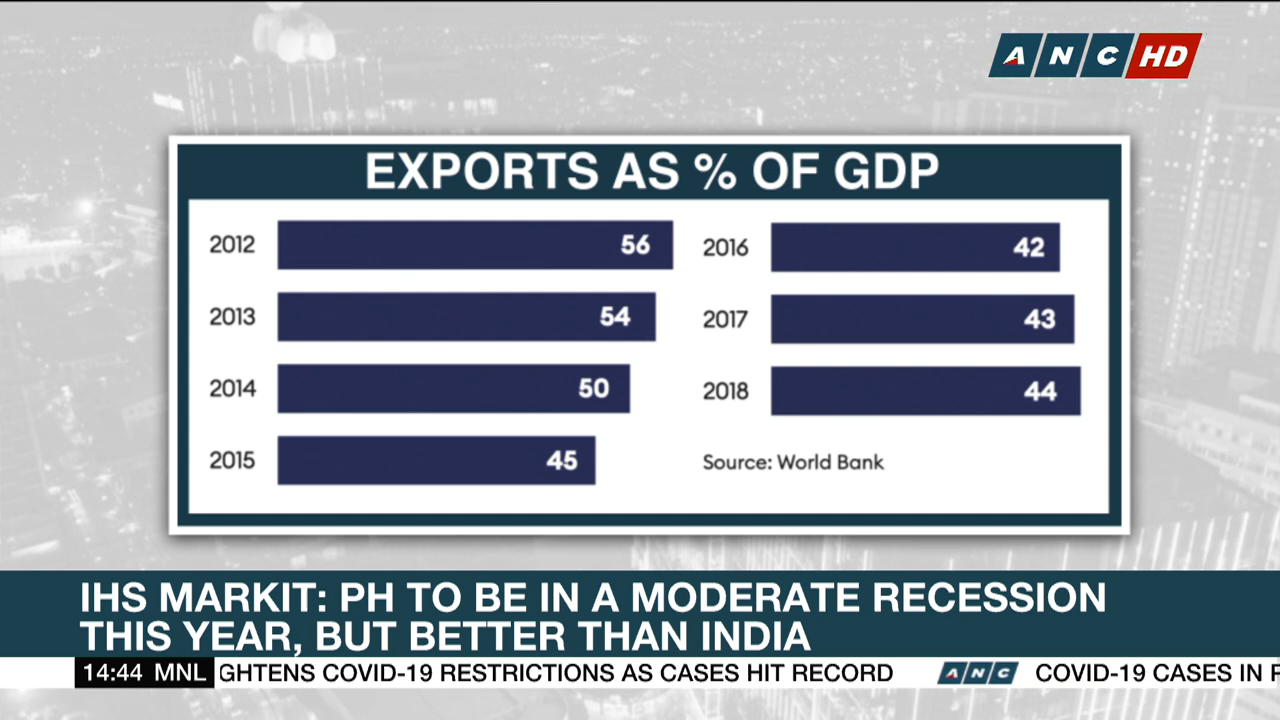 ANC HD
EXPORTS AS % OF GDP
2012 56
2013 54
2014 50
2015 45
2016 42
2017 43
2018 44
Source: World Bank
IHS MARKIT: PH TO BE IN A MODERATE RECESSION
THIS YEAR, BUT BETTER THAN INDIA
14:44 MNL GHTENS COVID-19 RESTRICTIONS AS CASES HIT RECORD ANC COVID-19 CASES IN